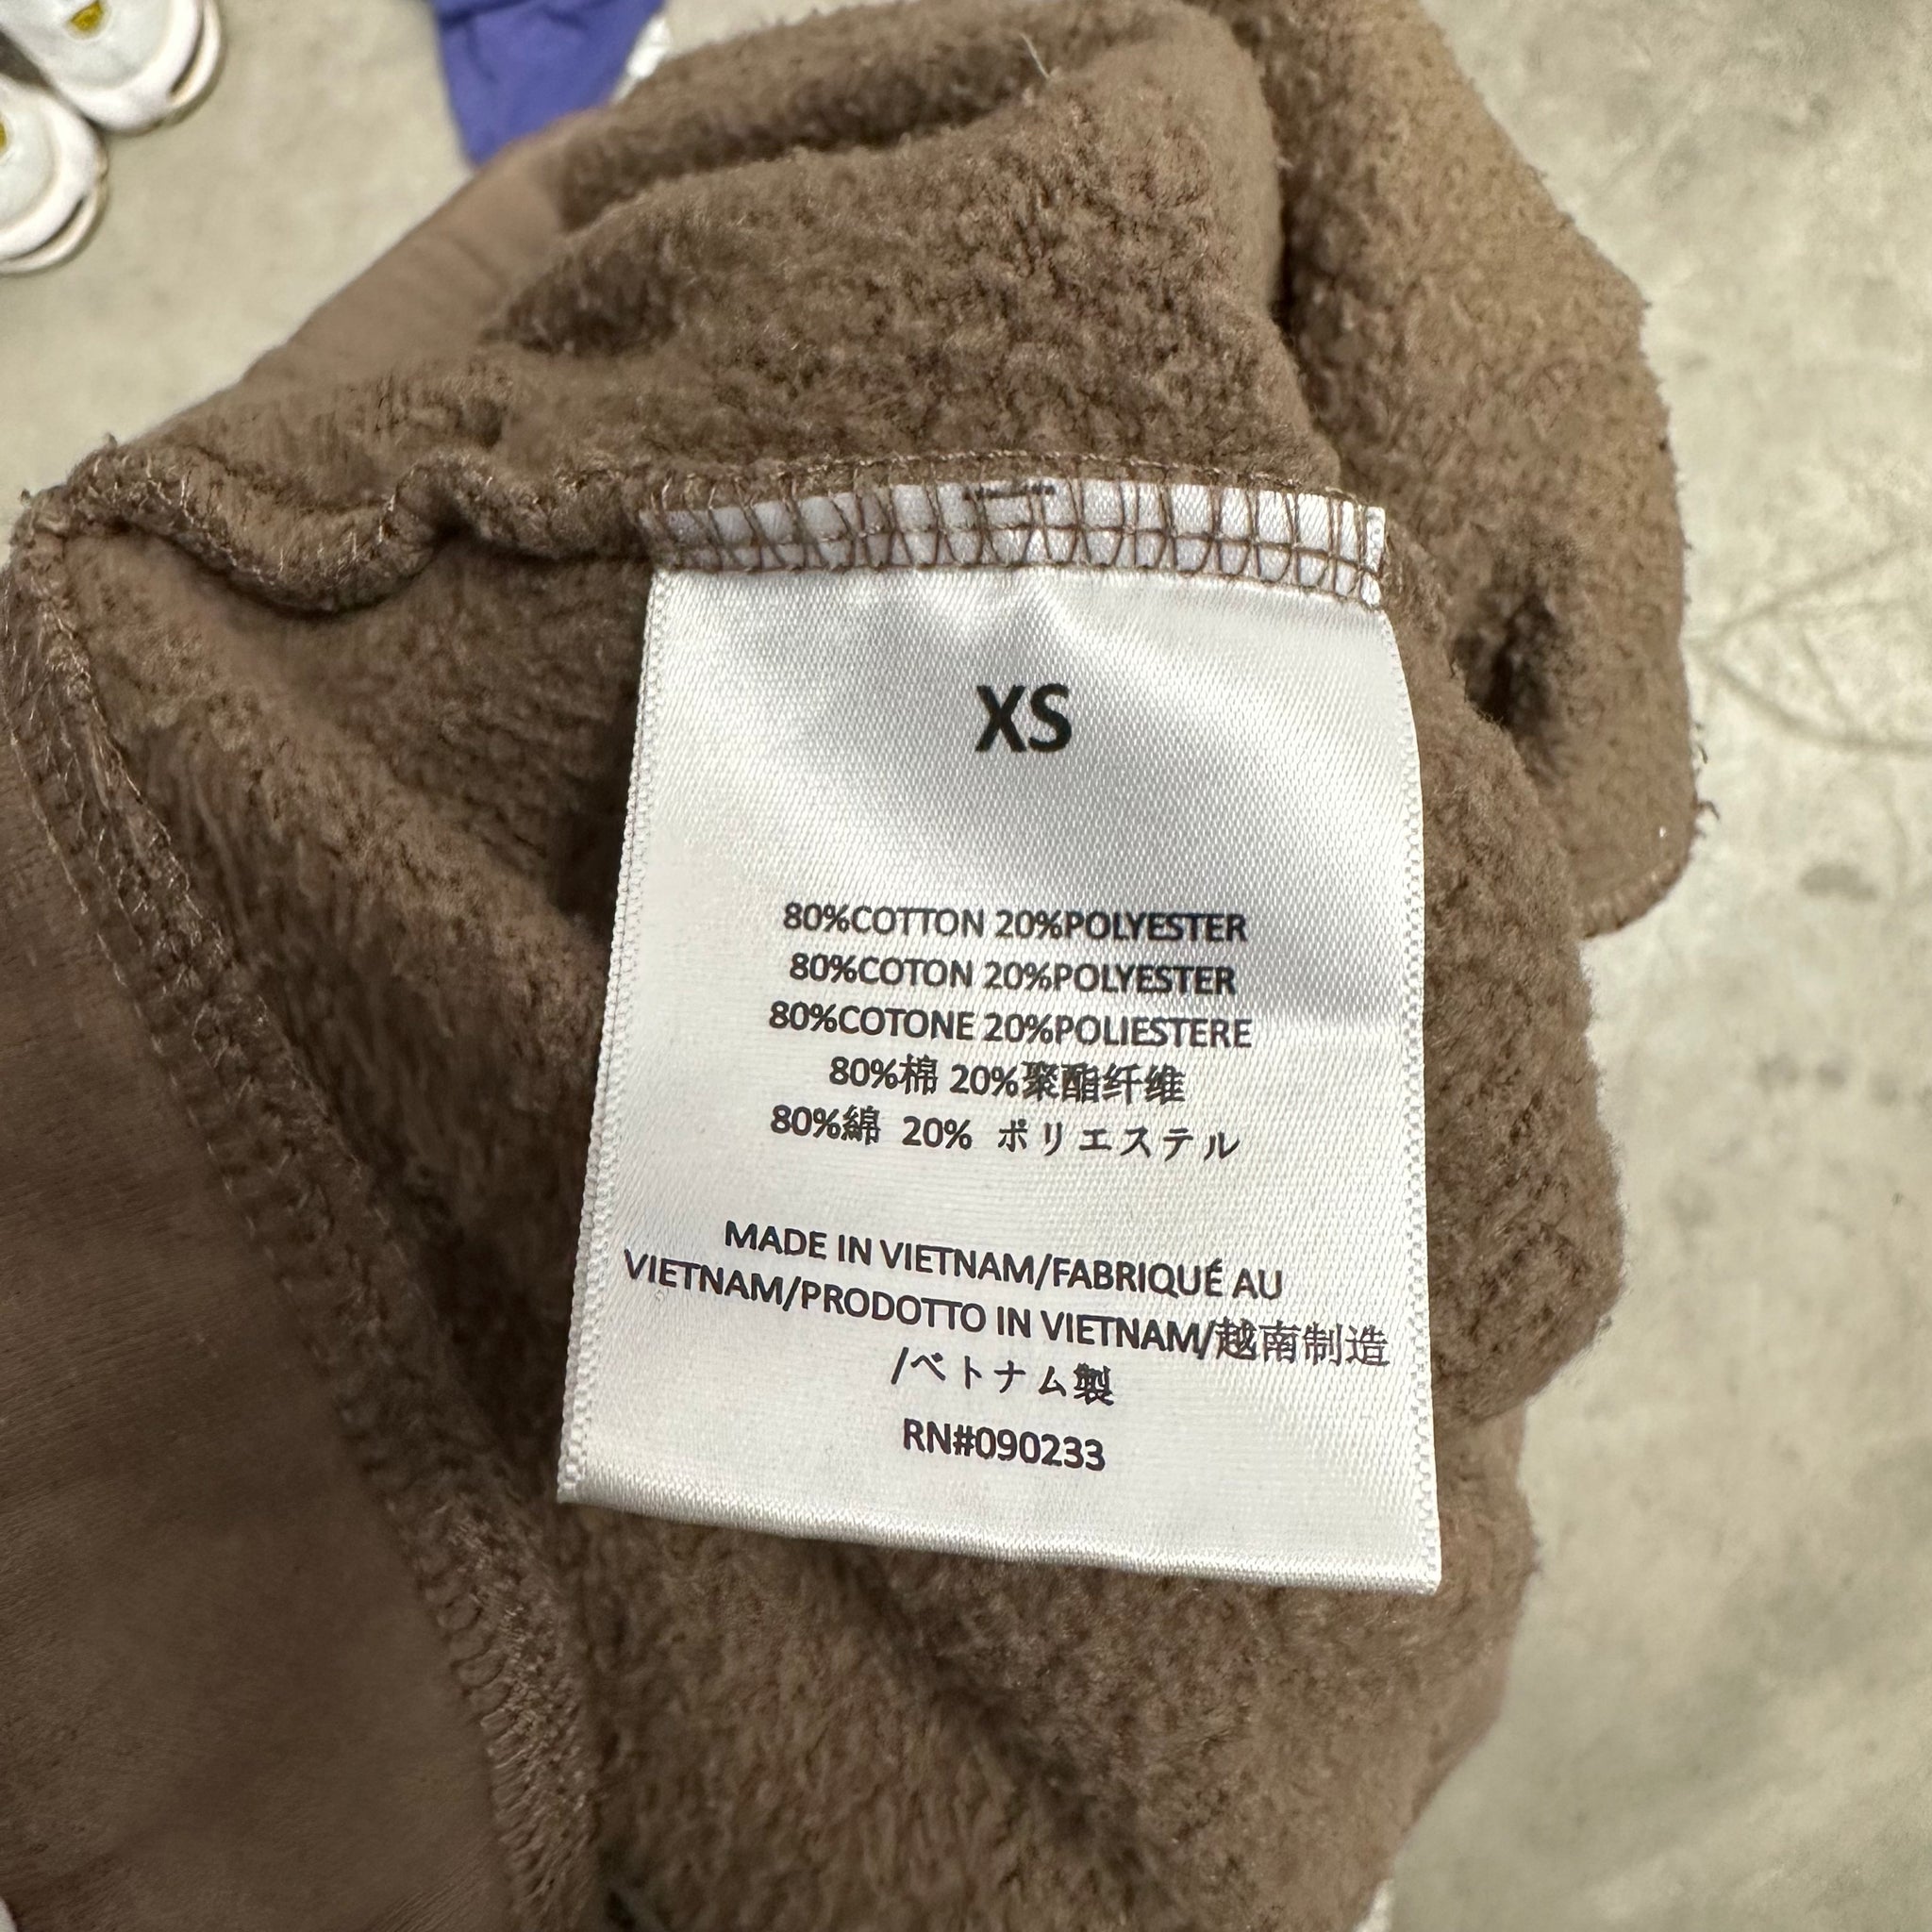 XS
80%COTTON 20%POLYESTER
80%COTON 20%POLYESTER
80%COTONE 20%POLIESTERE
80%棉 20%聚酯纤维
80%綿 20% ポリエステル
MADE IN VIETNAM/FABRIQUÉ AU
VIETNAM/PRODOTTO IN VIETNAM/越南制造
/ベトナム製
RN#090233